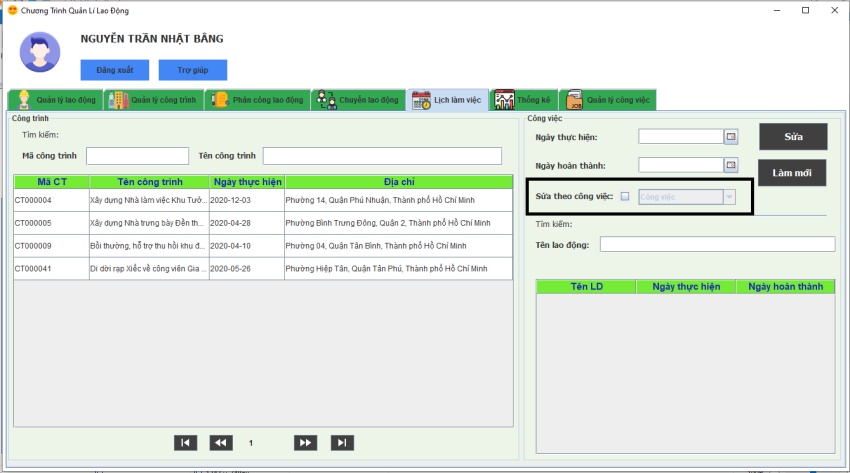 Chương Trình Quản Lí Lao Động
NGUYỄN TRẦN NHẬT BẰNG
Đăng xuất
Trợ giúp
Quản lý lao động
Quản lý công trình
Phân công lao động
Chuyển lao động
Lịch làm việc
Thống kê
Quản lý công việc
Công trình
Tìm kiếm:
Mã công trình
Tên công trình
Mã CT Tên công trình Ngày thực hiện Địa chỉ
CT000004 Xây dựng Nhà làm việc Khu Tưở... 2020-12-03 Phường 14, Quận Phú Nhuận, Thành phố Hồ Chí Minh
CT000005 Xây dựng Nhà trưng bày Đền th... 2020-04-28 Phường Bình Trưng Đông, Quận 2, Thành phố Hồ Chí Minh
CT000009 Bồi thường, hỗ trợ thu hồi khu đ... 2020-04-10 Phường 04, Quận Tân Bình, Thành phố Hồ Chí Minh
CT000041 Di dời rạp Xiếc về công viên Gia ... 2020-05-26 Phường Hiệp Tân, Quận Tân Phú, Thành phố Hồ Chí Minh
1
Công việc
Ngày thực hiện:
Sửa
Ngày hoàn thành:
Làm mới
Sửa theo công việc:
Công việc
Tìm kiếm:
Tên lao động:
Tên LD Ngày thực hiện Ngày hoàn thành